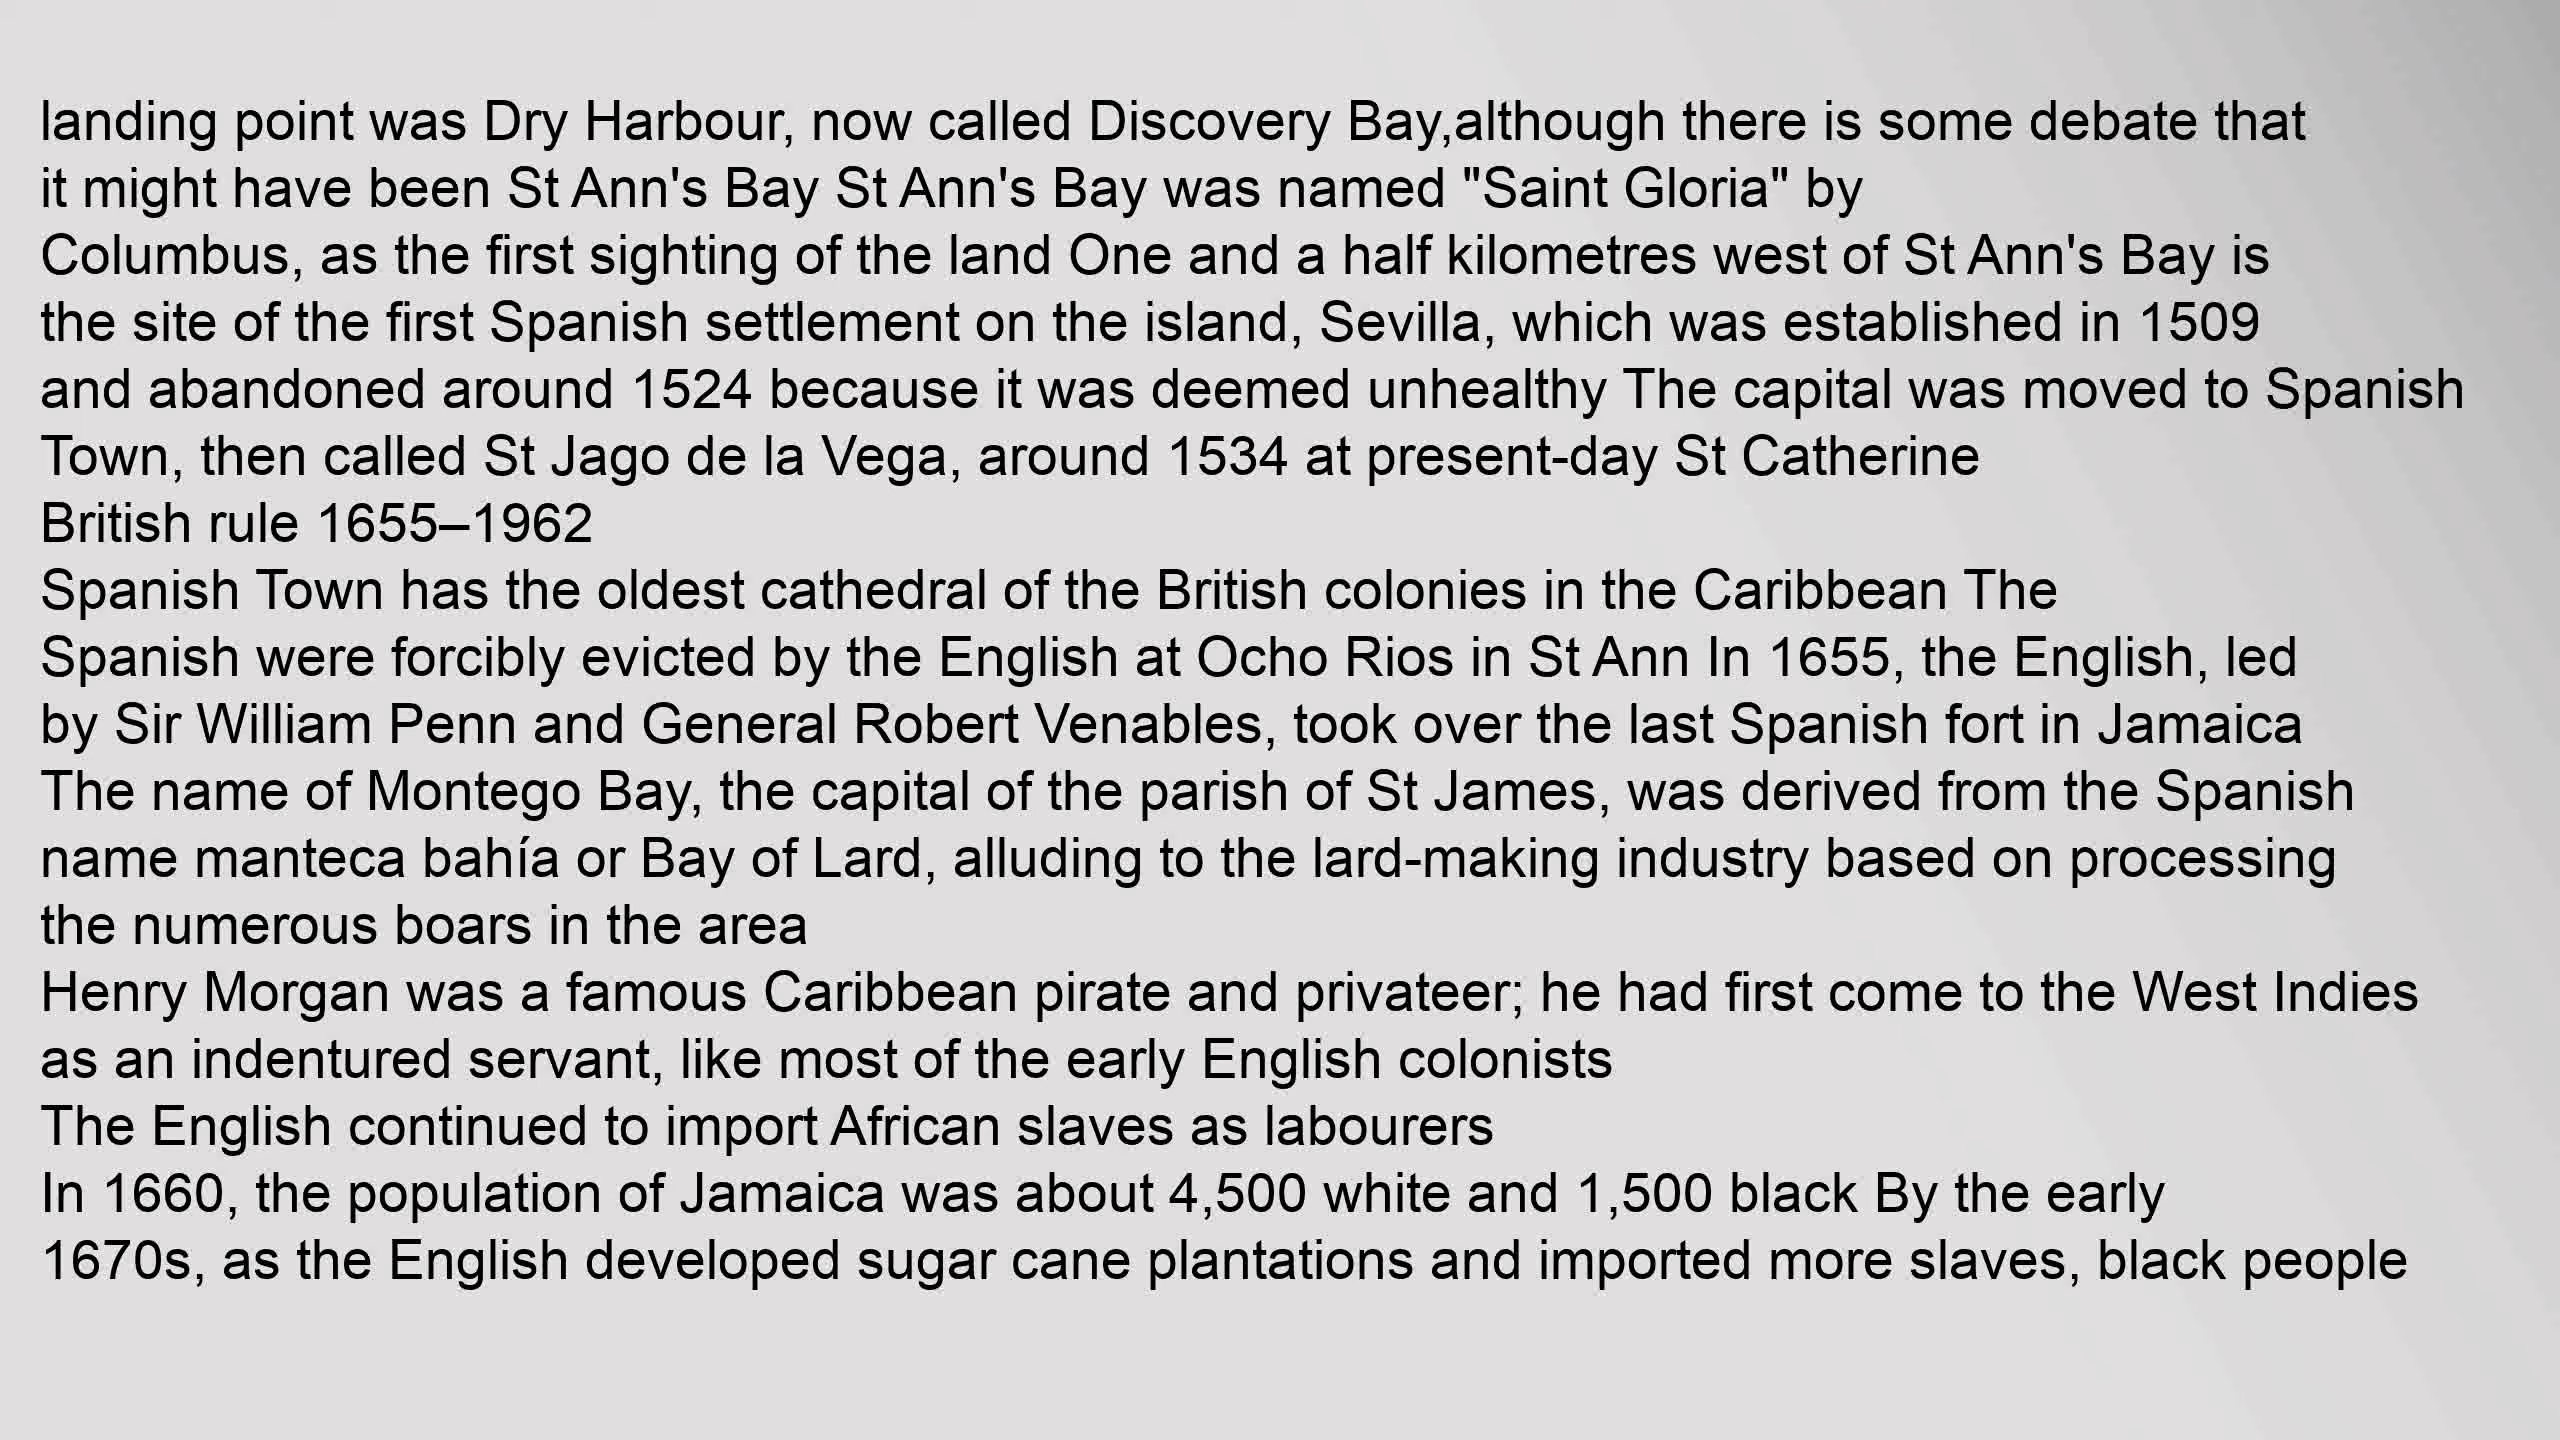 landing point was Dry Harbour, now called Discovery Bay,although there is some debate that
it might have been St Ann's Bay St Ann's Bay was named "Saint Gloria" by
Columbus, as the first sighting of the land One and a half kilometres west of St Ann's Bay is
the site of the first Spanish settlement on the island, Sevilla, which was established in 1509
and abandoned around 1524 because it was deemed unhealthy The capital was moved to Spanish
Town, then called St Jago de la Vega, around 1534 at present-day St Catherine
British rule 1655–1962
Spanish Town has the oldest cathedral of the British colonies in the Caribbean The
Spanish were forcibly evicted by the English at Ocho Rios in St Ann In 1655, the English, led
by Sir William Penn and General Robert Venables, took over the last Spanish fort in Jamaica
The name of Montego Bay, the capital of the parish of St James, was derived from the Spanish
name manteca bahía or Bay of Lard, alluding to the lard-making industry based on processing
the numerous boars in the area
Henry Morgan was a famous Caribbean pirate and privateer; he had first come to the West Indies
as an indentured servant, like most of the early English colonists
The English continued to import African slaves as labourers
In 1660, the population of Jamaica was about 4,500 white and 1,500 black By the early
1670s, as the English developed sugar cane plantations and imported more slaves, black people